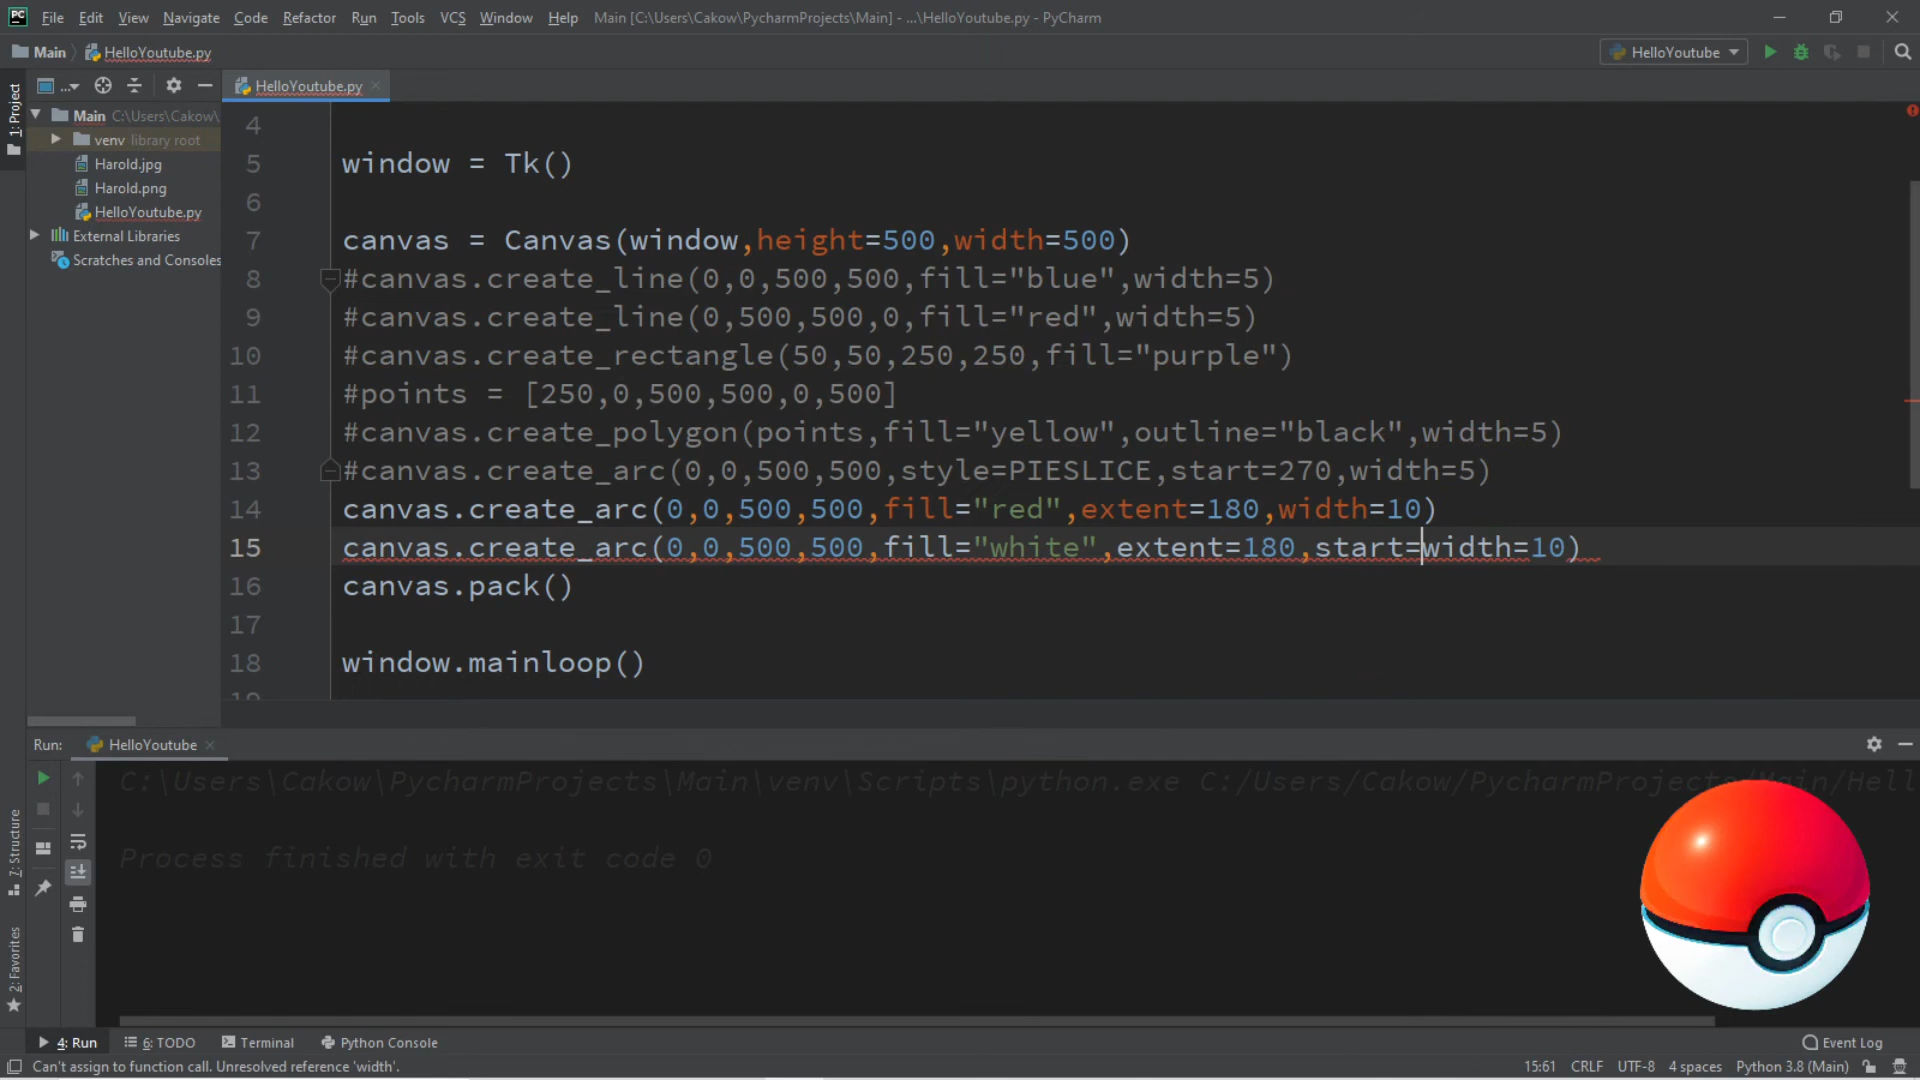 PC File Edit View Navigate Code Refactor Run Tools VCS Window Help Main [C:\Users\Cakow\PycharmProjects\Main] - ...\HelloYoutube.py - PyCharm
Main HelloYoutube.py HelloYoutube
1: Project
...
HelloYoutube.py
Main C:\Users\Cakow\
venv library root
Harold.jpg
Harold.png
HelloYoutube.py
External Libraries
Scratches and Consoles
4
5 window = Tk()
6
7 canvas = Canvas(window,height=500,width=500)
8 #canvas.create_line(0,0,500,500,fill="blue",width=5)
9 #canvas.create_line(0,500,500,0,fill="red",width=5)
10 #canvas.create_rectangle(50,50,250,250,fill="purple")
11 #points = [250,0,500,500,0,500]
12 #canvas.create_polygon(points,fill="yellow",outline="black",width=5)
13 #canvas.create_arc(0,0,500,500,style=PIESLICE,start=270,width=5)
14 canvas.create_arc(0,0,500,500,fill="red",extent=180,width=10)
15 canvas.create_arc(0,0,500,500,fill="white",extent=180,start=width=10)
16 canvas.pack()
17
18 window.mainloop()
19
Run: HelloYoutube
C:\Users\Cakow\PycharmProjects\Main\venv\Scripts\python.exe C:/Users/Cakow/PycharmProjects/Main/Hell
Process finished with exit code 0
7: Structure
2: Favorites
4: Run 6: TODO Terminal Python Console Event Log
Can't assign to function call. Unresolved reference 'width'. 15:61 CRLF UTF-8 4 spaces Python 3.8 (Main)